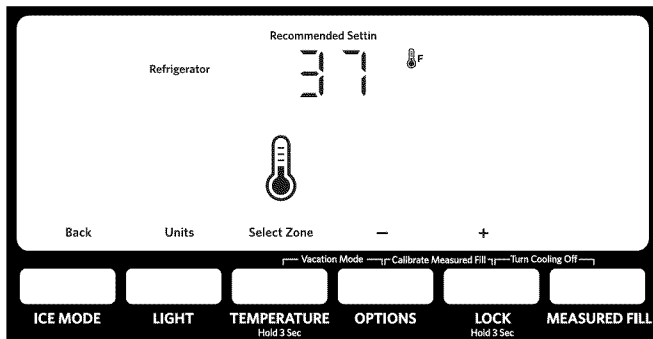 Recommended Settin
Refrigerator 37 F
Back Units Select Zone – +
Vacation Mode Calibrate Measured Fill Turn Cooling Off
ICE MODE LIGHT TEMPERATURE OPTIONS LOCK MEASURED FILL
Hold 3 Sec Hold 3 Sec